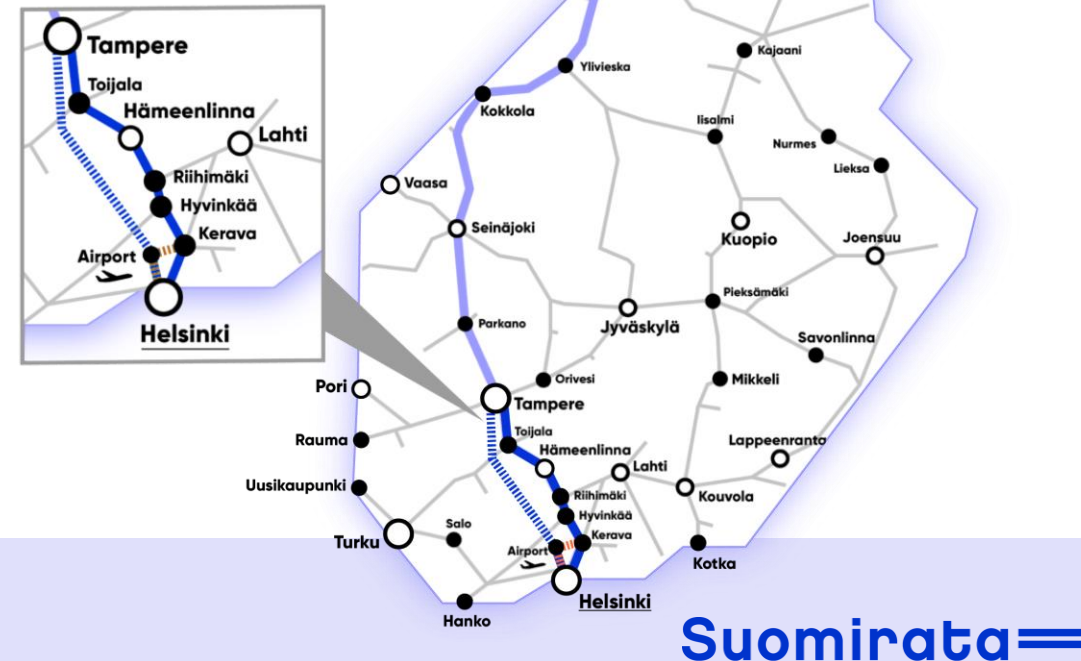 Tampere
Toijala
Hämeenlinna
Lahti
Riihimäki
Hyvinkää
Kerava
Airport
Helsinki
Kajaani
Ylivieska
Kokkola
Iisalmi
Nurmes
Lieksa
Vaasa
Seinäjoki
Kuopio
Joensuu
Pieksämäki
Parkano
Jyväskylä
Savonlinna
Orivesi
Mikkeli
Pori
Tampere
Toijala
Rauma
Hämeenlinna
Lappeenranta
Lahti
Uusikaupunki
Riihimäki
Kouvola
Hyvinkää
Salo
Kerava
Turku
Airport
Kotka
Helsinki
Hanko
Suomirata